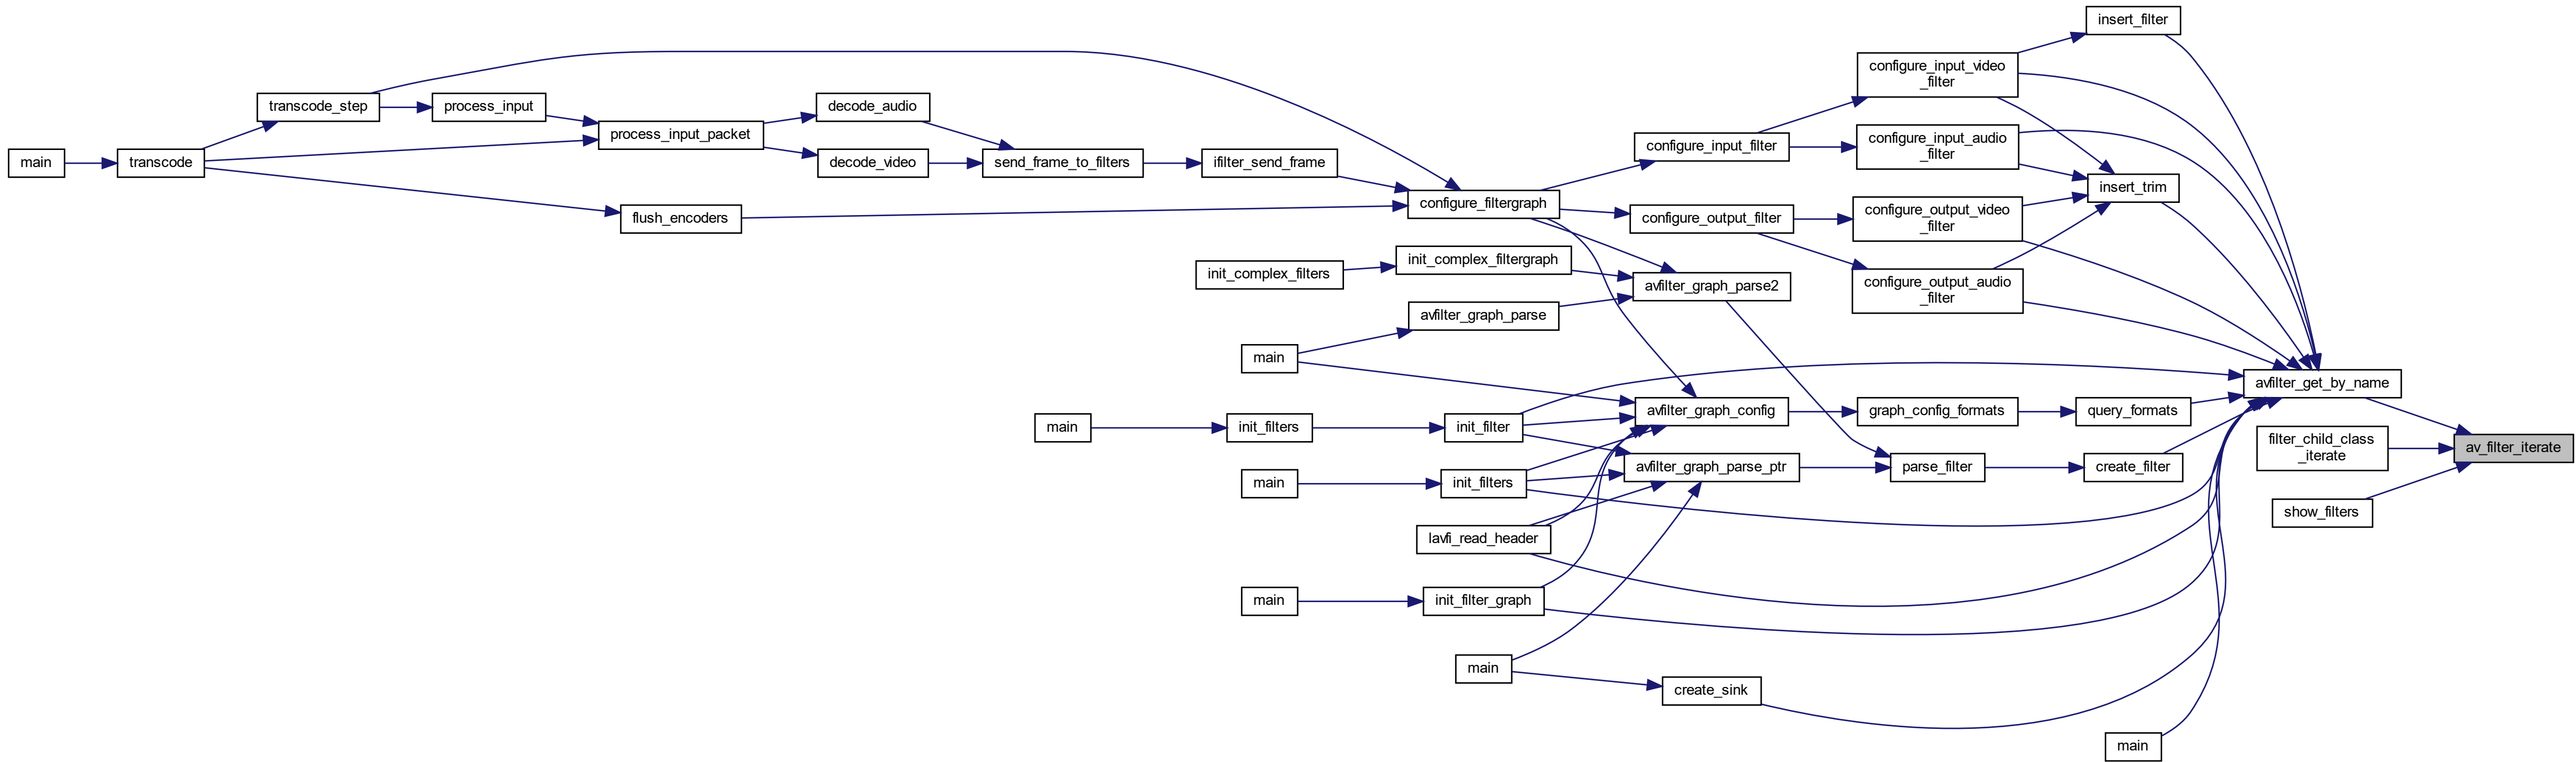 insert_filter
configure_input_video
_filter
transcode_step
process_input
decode_audio
process_input_packet
configure_input_filter
configure_input_audio
_filter
main
transcode
decode_video
send_frame_to_filters
ifilter_send_frame
insert_trim
flush_encoders
configure_filtergraph
configure_output_filter
configure_output_video
_filter
init_complex_filters
init_complex_filtergraph
avfilter_graph_parse2
configure_output_audio
_filter
avfilter_graph_parse
main
avfilter_get_by_name
main
init_filters
init_filter
avfilter_graph_config
graph_config_formats
query_formats
filter_child_class
_iterate
av_filter_iterate
main
init_filters
avfilter_graph_parse_ptr
parse_filter
create_filter
show_filters
lavfi_read_header
main
init_filter_graph
main
create_sink
main